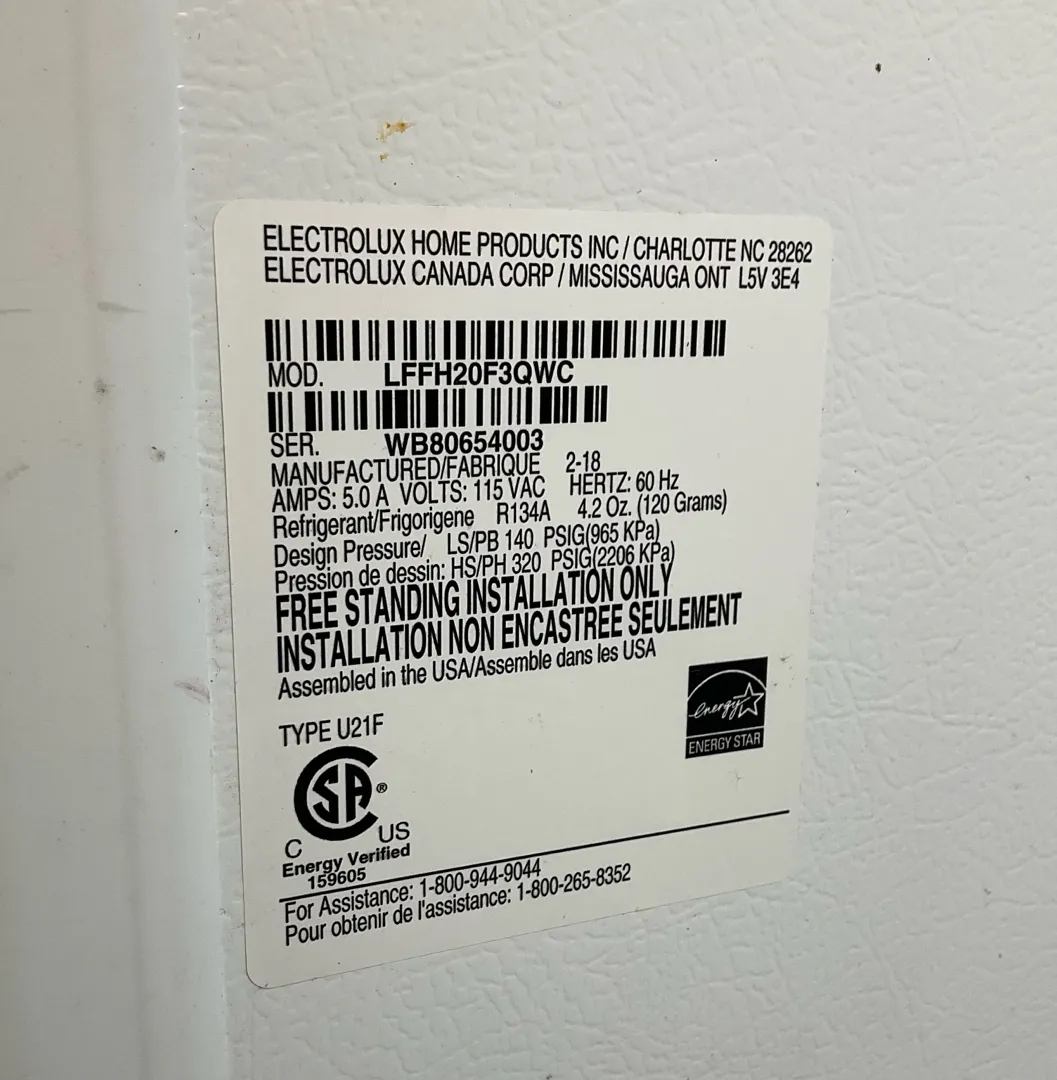 ELECTROLUX HOME PRODUCTS INC / CHARLOTTE NC 28262
ELECTROLUX CANADA CORP / MISSISSAUGA ONT L5V 3E4
MOD. LFFH20F3QWC
SER. WB80654003
MANUFACTURED/FABRIQUE 2-18
AMPS: 5.0 A VOLTS: 115 VAC HERTZ: 60 Hz
Refrigerant/Frigorigene R134A 4.2 Oz. (120 Grams)
Design Pressure/ LS/PB 140 PSIG(965 KPa)
Pression de dessin: HS/PH 320 PSIG(2206 KPa)
FREE STANDING INSTALLATION ONLY
INSTALLATION NON ENCASTREE SEULEMENT
Assembled in the USA/Assemble dans les USA
energy
ENERGY STAR
TYPE U21F
SA ®
C US
Energy Verified
159605
For Assistance: 1-800-944-9044
Pour obtenir de l'assistance: 1-800-265-8352